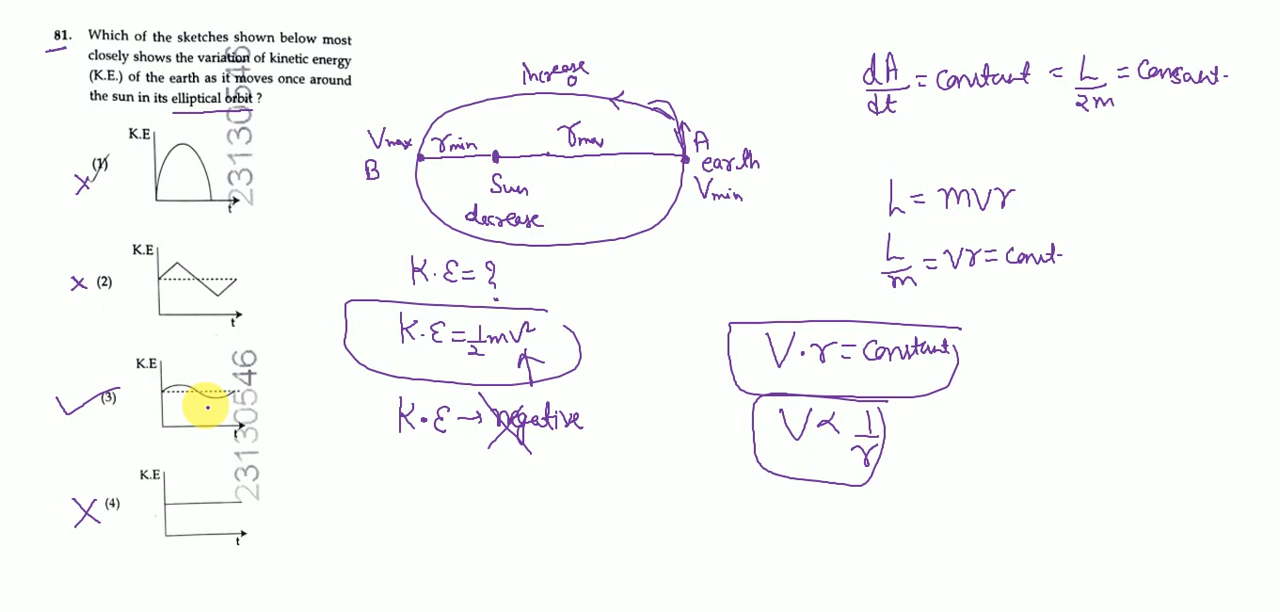 81. Which of the sketches shown below most
closely shows the variation of kinetic energy
(K.E.) of the earth as it moves once around
the sun in its elliptical orbit ?
K.E
(1)
t
K.E
(2)
t
K.E
(3)
t
K.E
(4)
t
23130546
23130546
Increase
Vmax rmin rmax A
B earth
Sun Vmin
decrease
K.E = ?
K.E = 1/2 mv²
K.E → negative
dA/dt = constant = L/2m = Consant.
L = mvr
L/m = vr = const.
V.r = constant
V ∝ 1/r